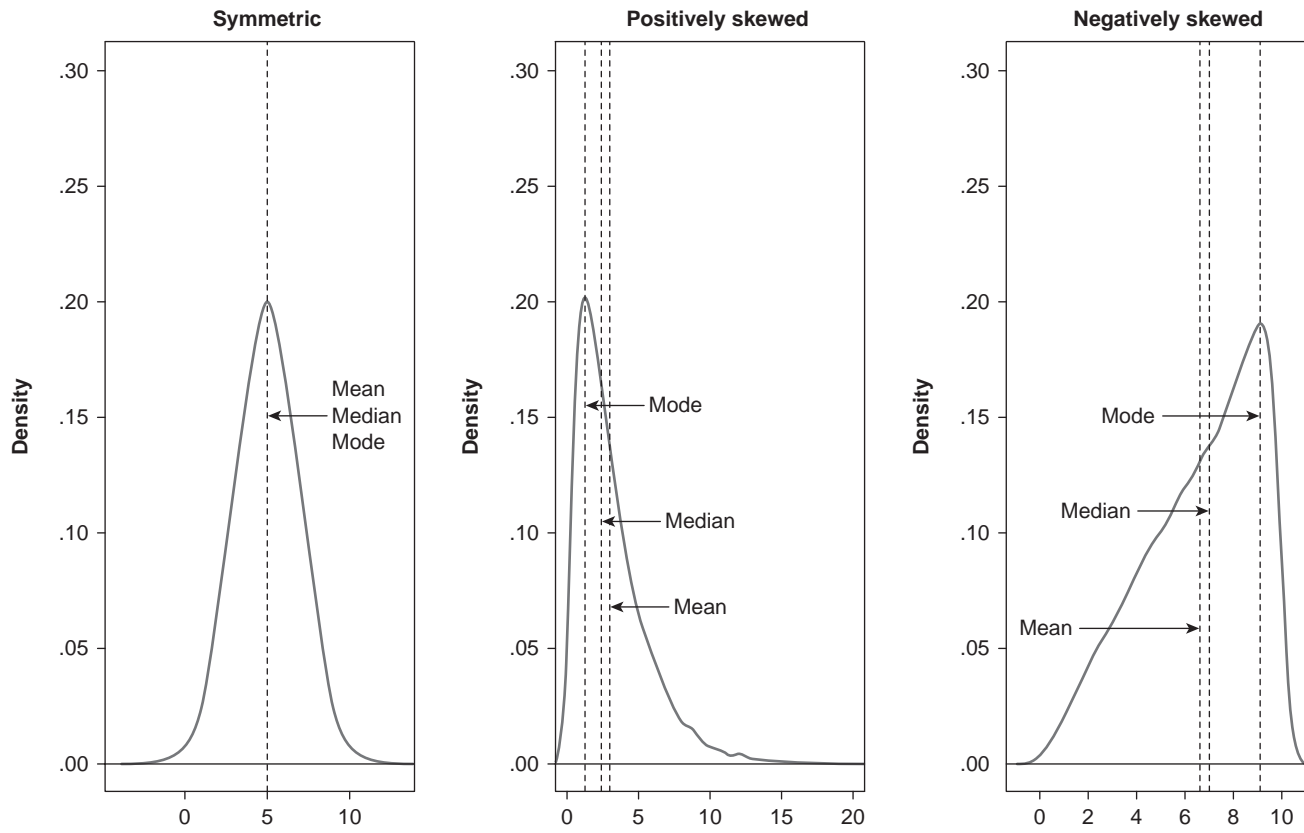 Symmetric
Density
.30
.25
.20
.15
.10
.05
.00
Mean
Median
Mode
0 5 10
Positively skewed
Density
.30
.25
.20
.15
.10
.05
.00
Mode
Median
Mean
0 5 10 15 20
Negatively skewed
Density
.30
.25
.20
.15
.10
.05
.00
Mode
Median
Mean
0 2 4 6 8 10